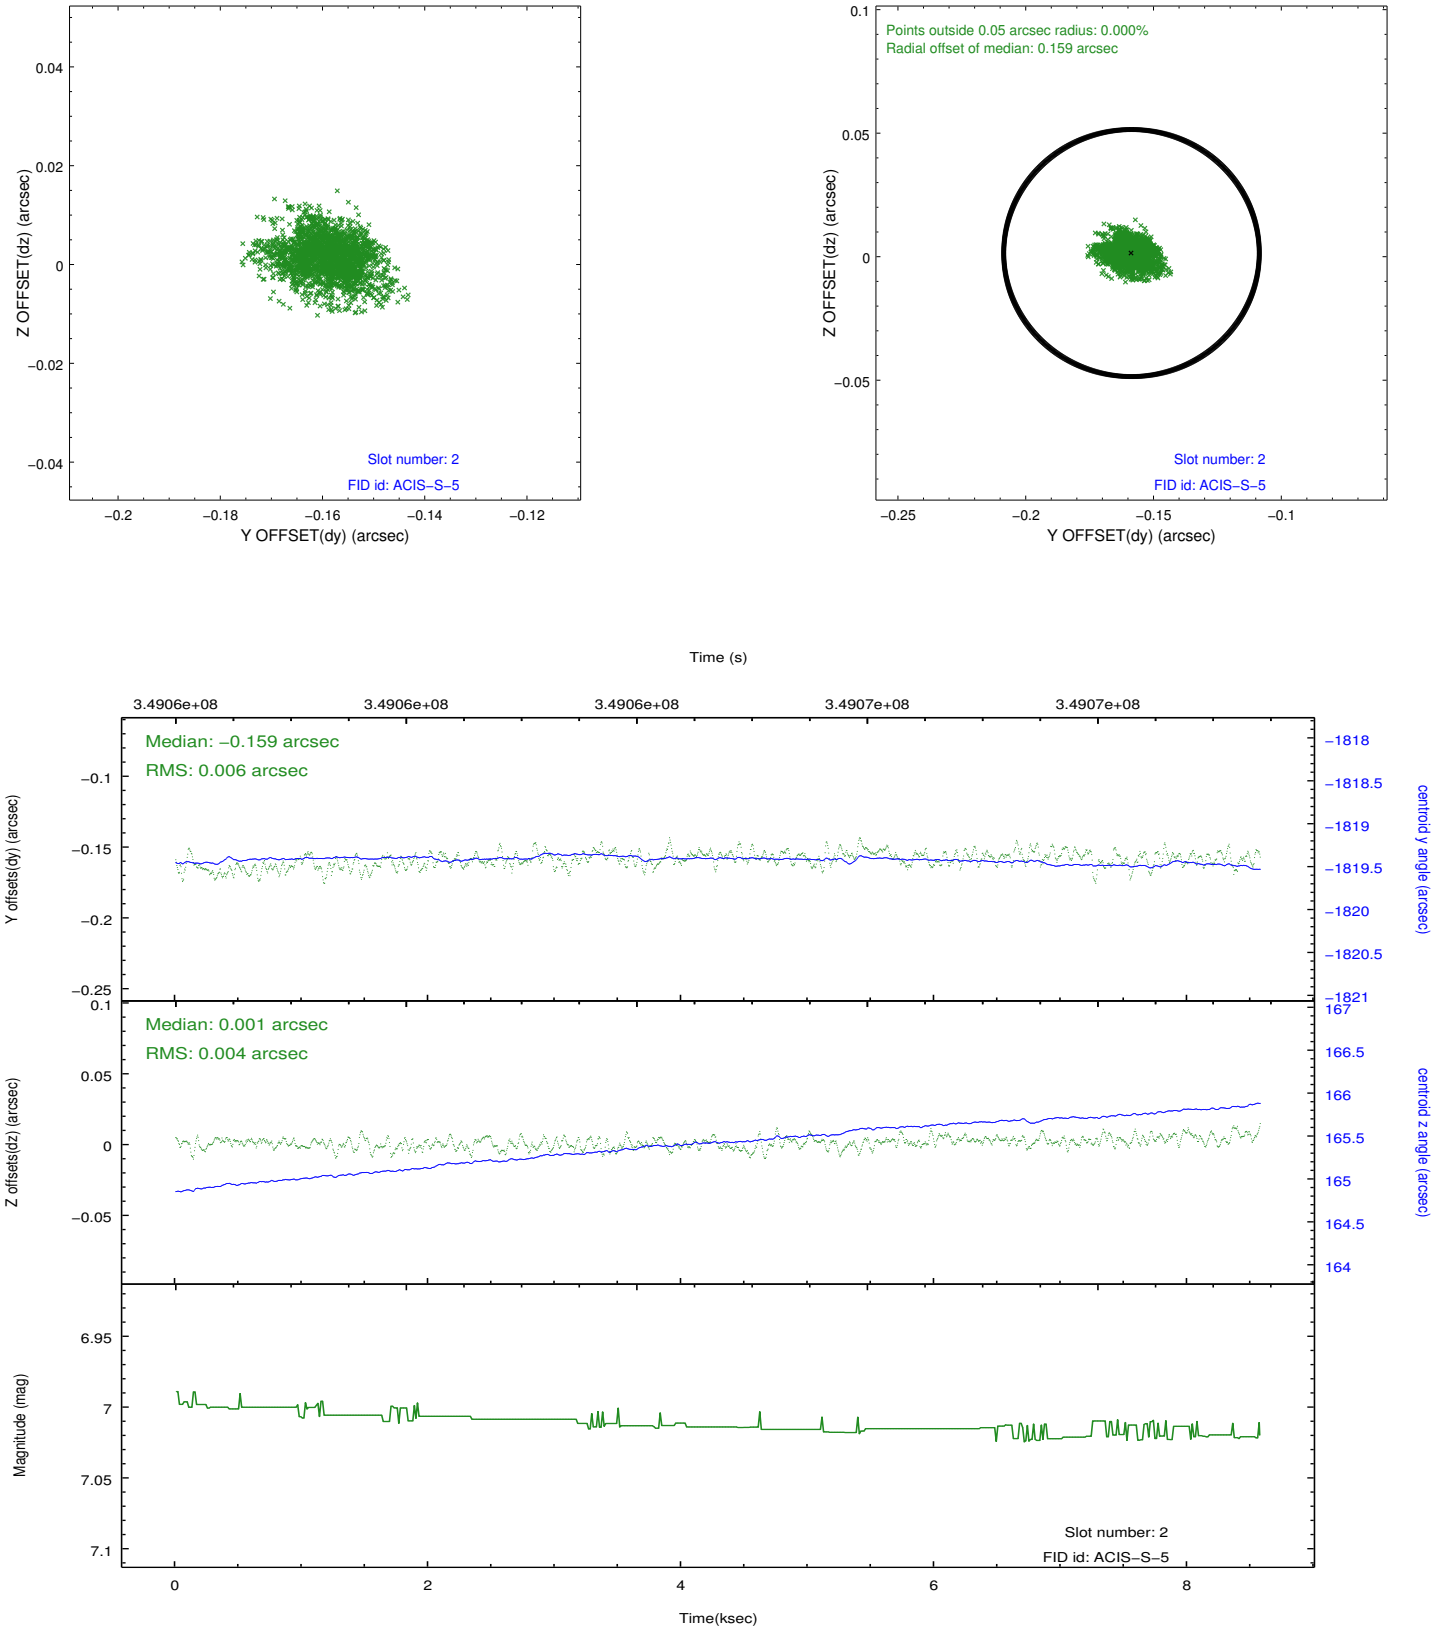 0.04
0.02
0
−0.02
−0.04
Z OFFSET(dz) (arcsec)
Slot number: 2
FID id: ACIS−S−5
−0.2
−0.18
−0.16
−0.14
−0.12
Y OFFSET(dy) (arcsec)
Points outside 0.05 arcsec radius: 0.000%
Radial offset of median: 0.159 arcsec
0.1
0.05
0
−0.05
Z OFFSET(dz) (arcsec)
Slot number: 2
FID id: ACIS−S−5
−0.25
−0.2
−0.15
−0.1
Y OFFSET(dy) (arcsec)
Time (s)
3.4906e+08
3.4906e+08
3.4906e+08
3.4907e+08
3.4907e+08
Median: −0.159 arcsec
RMS: 0.006 arcsec
−0.1
−0.15
−0.2
−0.25
Y offsets(dy) (arcsec)
−1818
−1818.5
−1819
−1819.5
−1820
−1820.5
−1821
centroid y angle (arcsec)
Median: 0.001 arcsec
RMS: 0.004 arcsec
0.1
0.05
0
−0.05
Z offsets(dz) (arcsec)
167
166.5
166
165.5
165
164.5
164
centroid z angle (arcsec)
6.95
7
7.05
7.1
Magnitude (mag)
Slot number: 2
FID id: ACIS−S−5
0
2
4
6
8
Time(ksec)